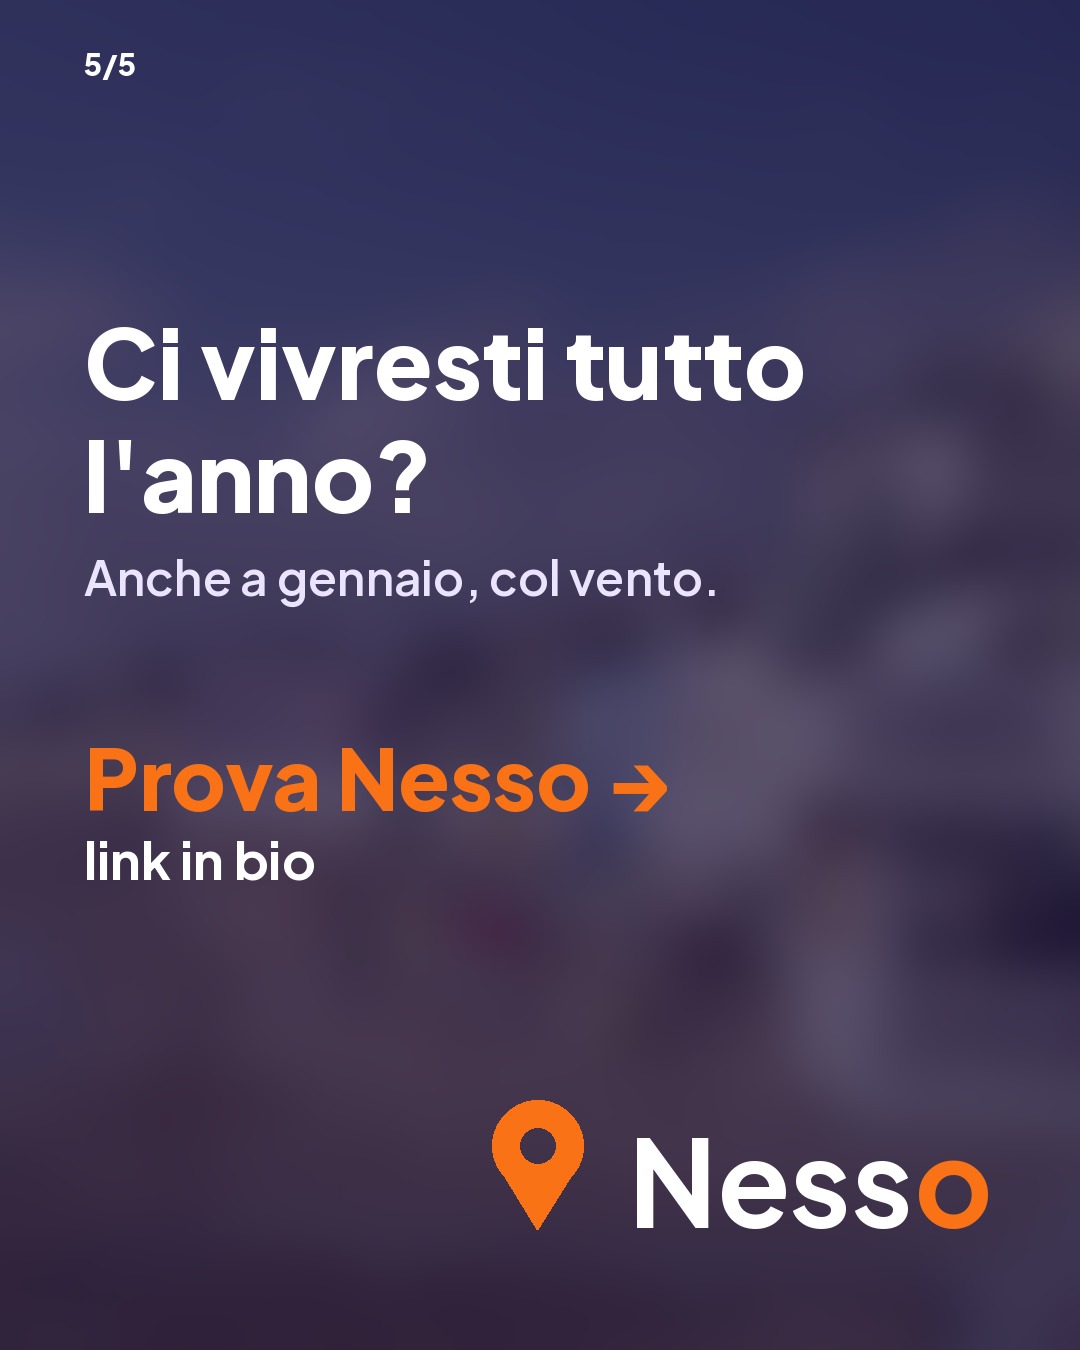 5/5
Ci vivresti tutto
l'anno?
Anche a gennaio, col vento.
Prova Nesso →
link in bio
Nesso